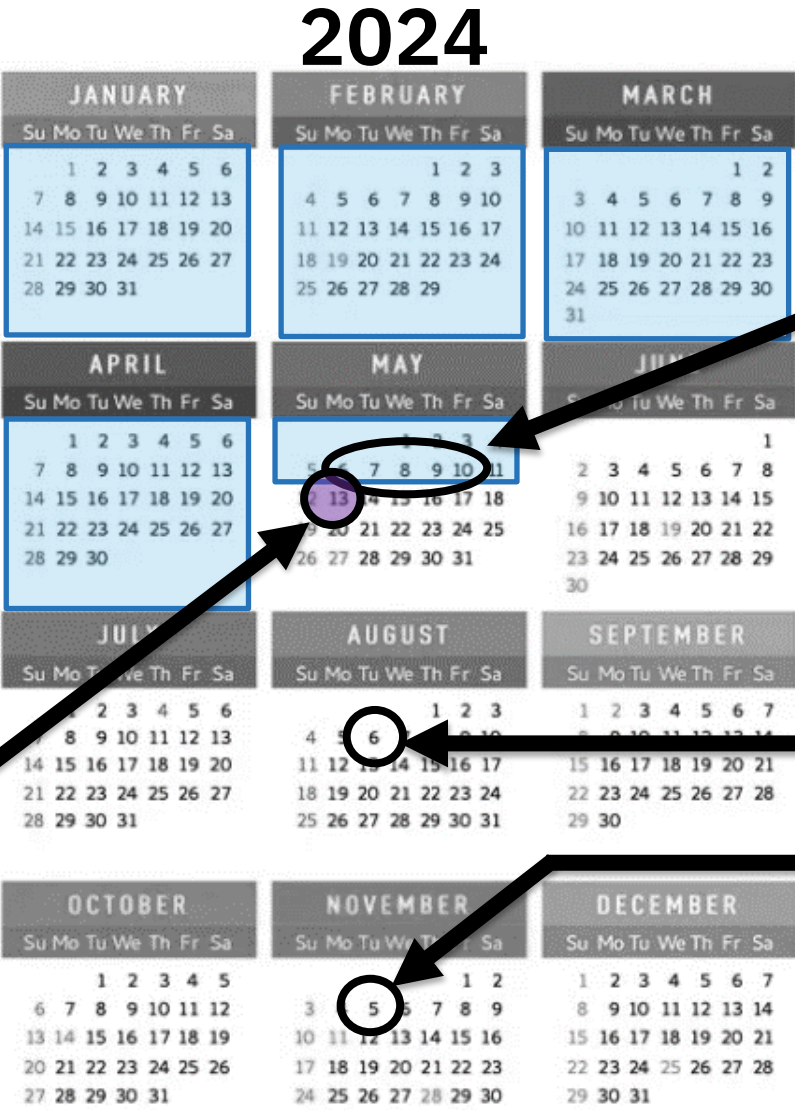 2024
JANUARY
Su Mo Tu We Th Fr Sa
1 2 3 4 5 6
7 8 9 10 11 12 13
14 15 16 17 18 19 20
21 22 23 24 25 26 27
28 29 30 31
FEBRUARY
Su Mo Tu We Th Fr Sa
1 2 3
4 5 6 7 8 9 10
11 12 13 14 15 16 17
18 19 20 21 22 23 24
25 26 27 28 29
MARCH
Su Mo Tu We Th Fr Sa
1 2
3 4 5 6 7 8 9
10 11 12 13 14 15 16
17 18 19 20 21 22 23
24 25 26 27 28 29 30
31
APRIL
Su Mo Tu We Th Fr Sa
1 2 3 4 5 6
7 8 9 10 11 12 13
14 15 16 17 18 19 20
21 22 23 24 25 26 27
28 29 30
MAY
Su Mo Tu We Th Fr Sa
1 2 3
5 6 7 8 9 10 11
13 14 15 16 17 18
20 21 22 23 24 25
26 27 28 29 30 31
JUNE
Su Mo Tu We Th Fr Sa
1
2 3 4 5 6 7 8
9 10 11 12 13 14 15
16 17 18 19 20 21 22
23 24 25 26 27 28 29
30
JULY
Su Mo Tu We Th Fr Sa
1 2 3 4 5 6
8 9 10 11 12 13
14 15 16 17 18 19 20
21 22 23 24 25 26 27
28 29 30 31
AUGUST
Su Mo Tu We Th Fr Sa
1 2 3
4 5 6 9 10
11 12 13 14 15 16 17
18 19 20 21 22 23 24
25 26 27 28 29 30 31
SEPTEMBER
Su Mo Tu We Th Fr Sa
1 2 3 4 5 6 7
15 16 17 18 19 20 21
22 23 24 25 26 27 28
29 30
OCTOBER
Su Mo Tu We Th Fr Sa
1 2 3 4 5
6 7 8 9 10 11 12
13 14 15 16 17 18 19
20 21 22 23 24 25 26
27 28 29 30 31
NOVEMBER
Su Mo Tu We Th Fr Sa
1 2
3 5 6 7 8 9
10 11 12 13 14 15 16
17 18 19 20 21 22 23
24 25 26 27 28 29 30
DECEMBER
Su Mo Tu We Th Fr Sa
1 2 3 4 5 6 7
8 9 10 11 12 13 14
15 16 17 18 19 20 21
22 23 24 25 26 27 28
29 30 31